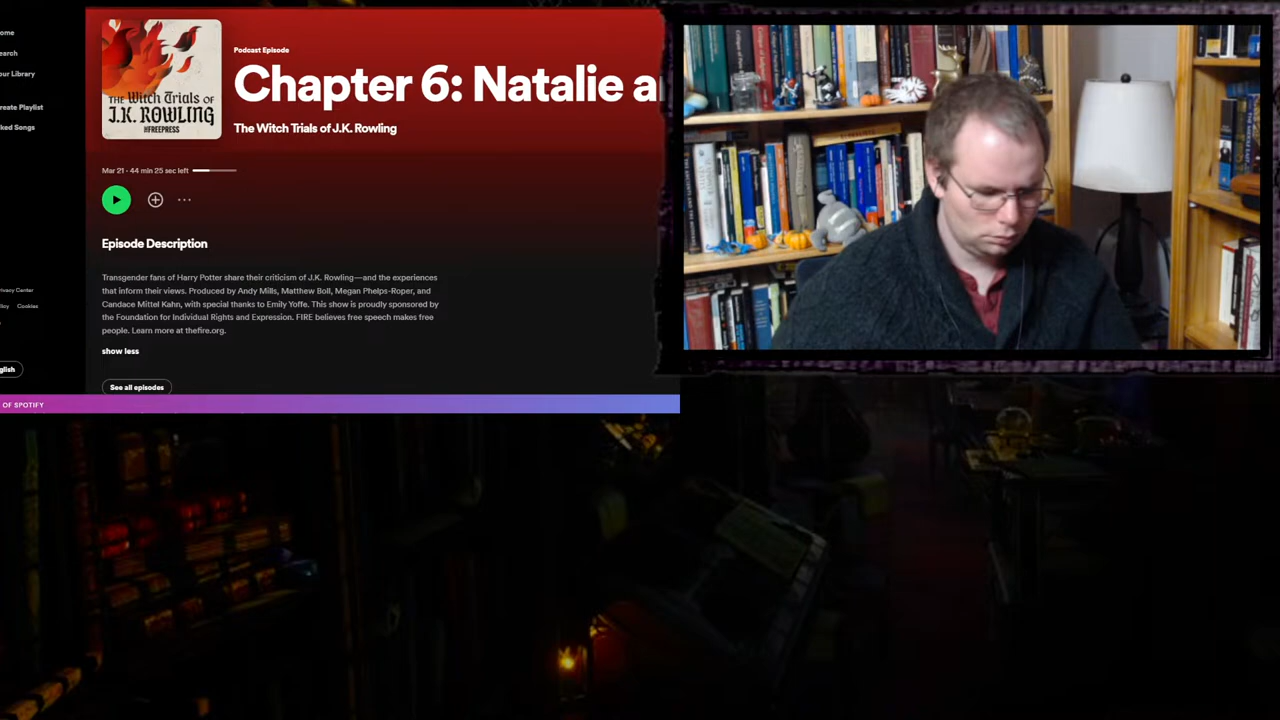 ome
earch
our Library
reate Playlist
ked Songs
rivacy Center
licy Cookies
nglish
OF SPOTIFY
THE Witch Trials OF
J.K. ROWLING
#FREEPRESS
Podcast Episode
Chapter 6: Natalie a
The Witch Trials of J.K. Rowling
Mar 21 · 44 min 25 sec left
Episode Description
Transgender fans of Harry Potter share their criticism of J.K. Rowling—and the experiences
that inform their views. Produced by Andy Mills, Matthew Boll, Megan Phelps-Roper, and
Candace Mittel Kahn, with special thanks to Emily Yoffe. This show is proudly sponsored by
the Foundation for Individual Rights and Expression. FIRE believes free speech makes free
people. Learn more at thefire.org.
show less
See all episodes